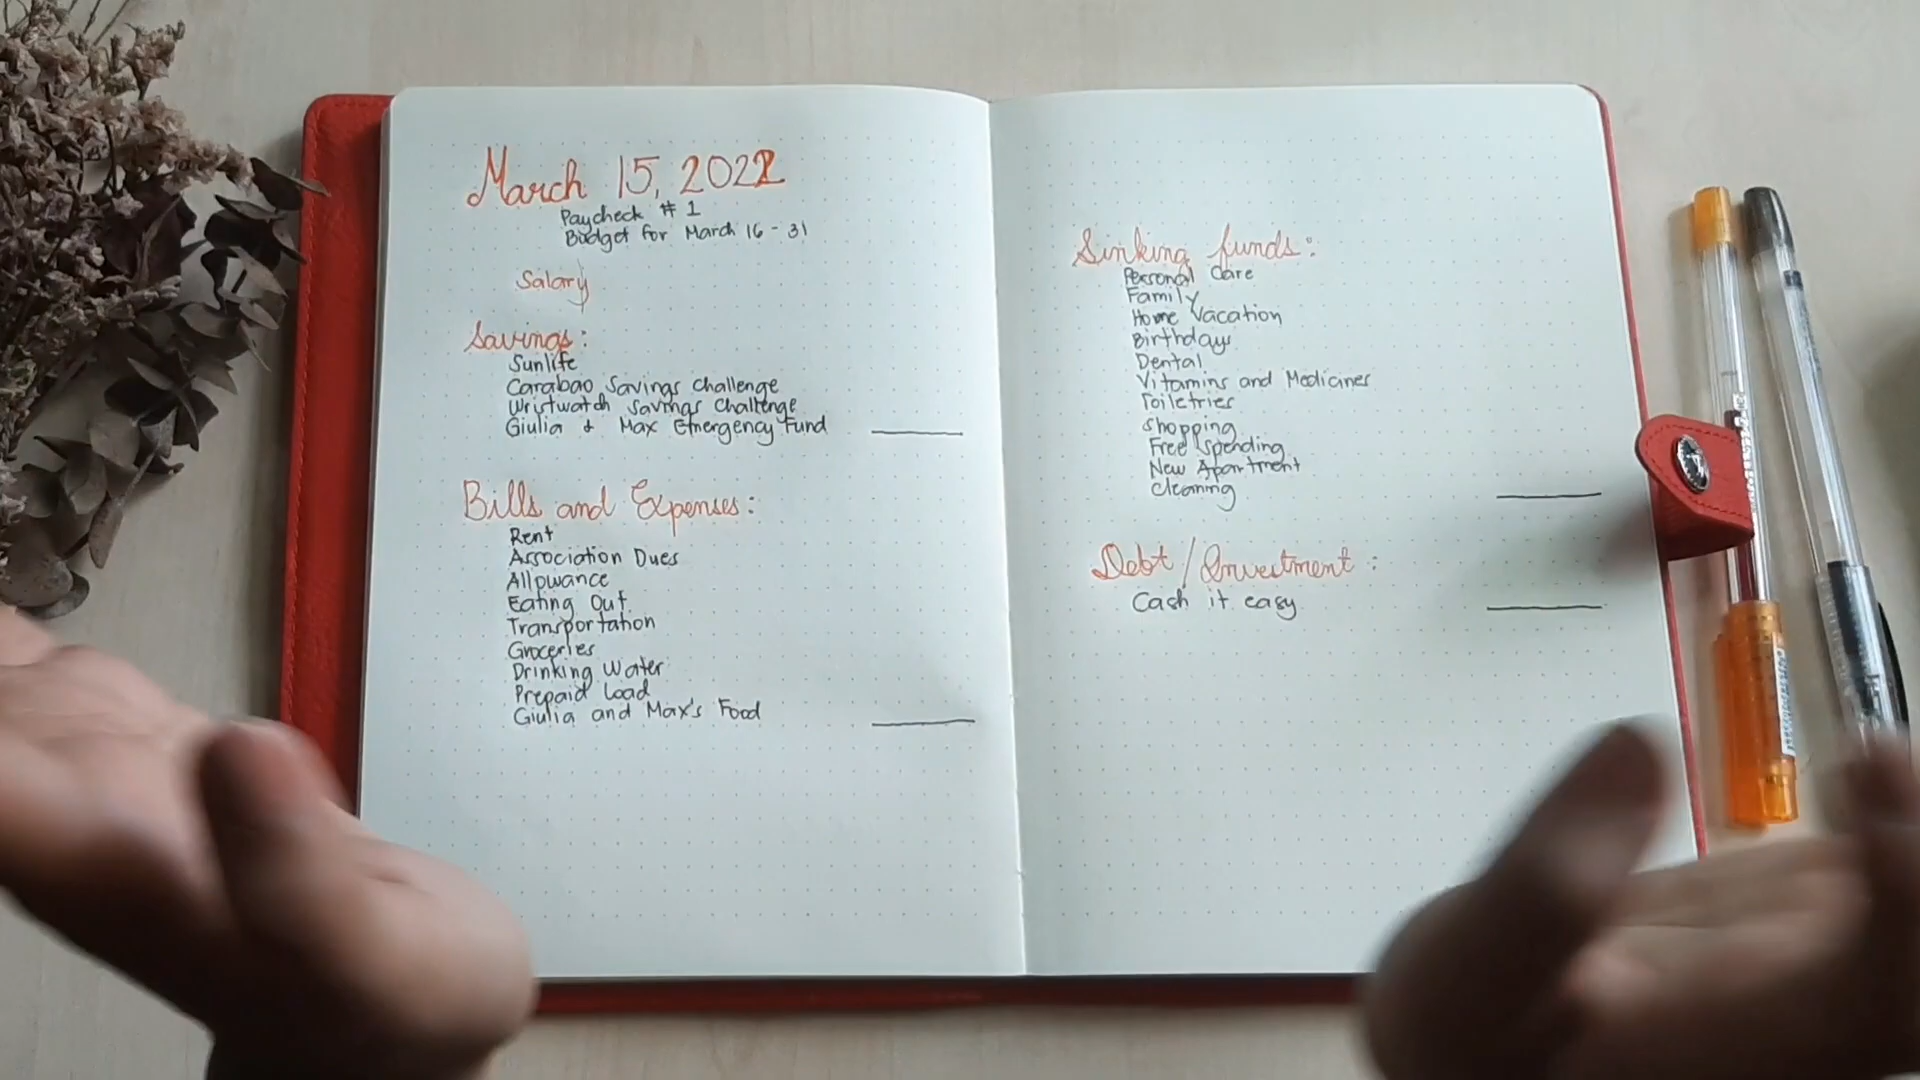 March 15, 2022
Paycheck # 1
Budget for March 16 - 31
Salary
Savings:
Sunlife
Carabao Savings Challenge
Wristwatch Savings Challenge
Giulia & Max Emergency Fund
Bills and Expenses:
Rent
Association Dues
Allowance
Eating Out
Transportation
Groceries
Drinking Water
Prepaid Load
Giulia and Max's Food
Sinking funds:
Personal Care
Family
Home Vacation
Birthdays
Dental
Vitamins and Medicines
Toiletries
Shopping
Free Spending
New Apartment
Cleaning
Debt / Investment:
Cash it easy